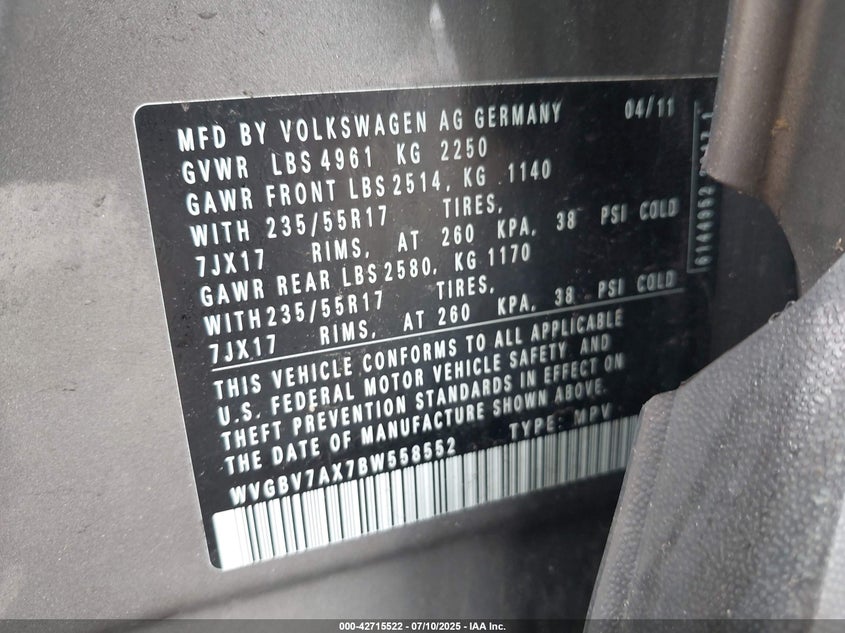 MFD BY VOLKSWAGEN AG GERMANY 04/11
GVWR LBS 4961 KG 2250
GAWR FRONT LBS 2514, KG 1140
WITH 235/55R17 TIRES,
7JX17 RIMS, AT 260 KPA, 38 PSI COLD
GAWR REAR LBS 2580, KG 1170
WITH 235/55R17 TIRES,
7JX17 RIMS, AT 260 KPA, 38 PSI COLD
THIS VEHICLE CONFORMS TO ALL APPLICABLE
U.S. FEDERAL MOTOR VEHICLE SAFETY AND
THEFT PREVENTION STANDARDS IN EFFECT ON
THE DATE OF MANUFACTURE SHOWN ABOVE.
WVGBV7AX7BW558552 TYPE: MPV
000-42715522 - 07/10/2025 - IAA Inc.